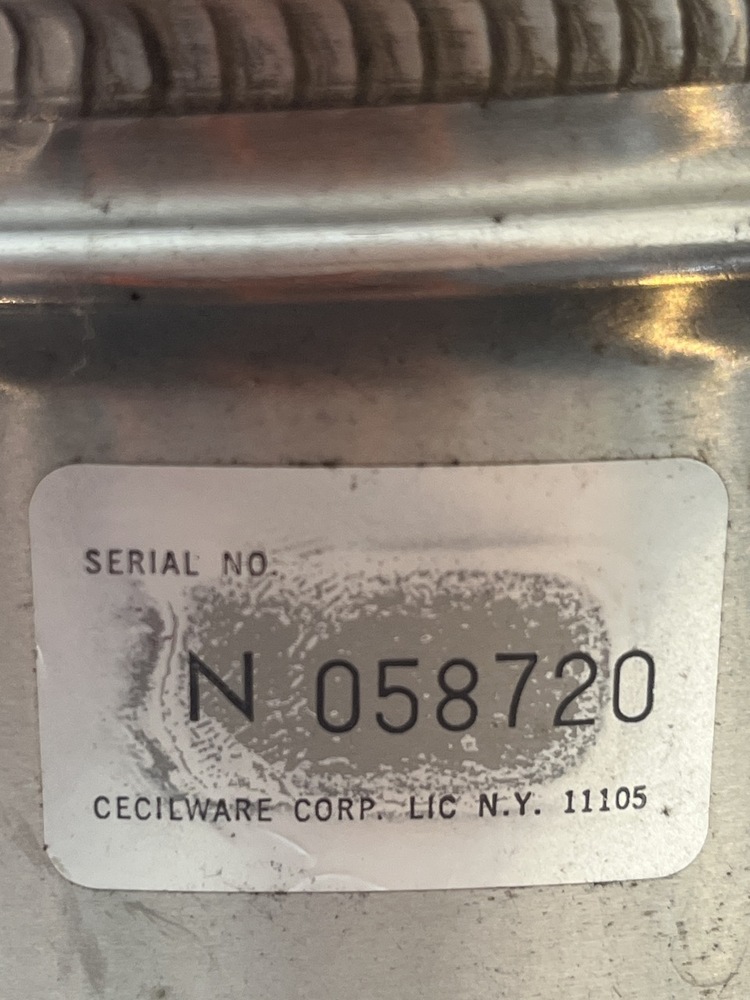 SERIAL NO.
N 058720
CECILWARE CORP. LIC N.Y. 11105